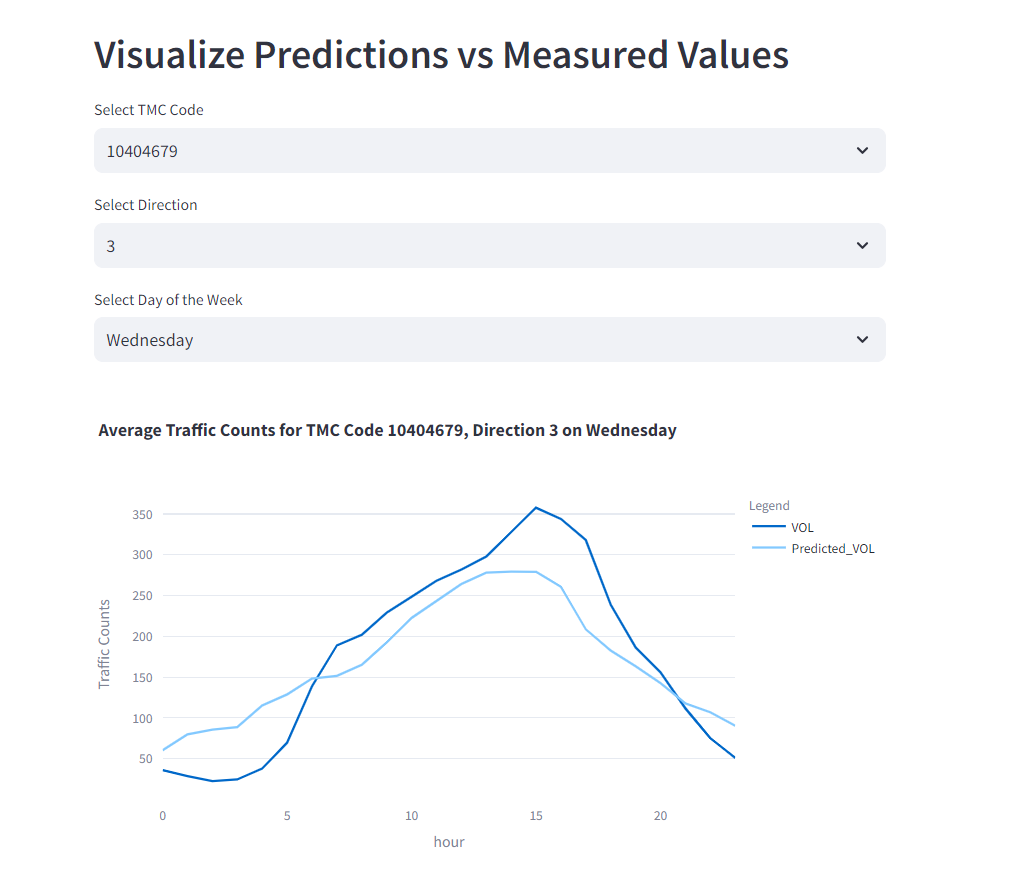 Visualize Predictions vs Measured Values
Select TMC Code
10404679
Select Direction
3
Select Day of the Week
Wednesday
Average Traffic Counts for TMC Code 10404679, Direction 3 on Wednesday
Legend
VOL
Predicted_VOL
Traffic Counts
350
300
250
200
150
100
50
0 5 10 15 20
hour